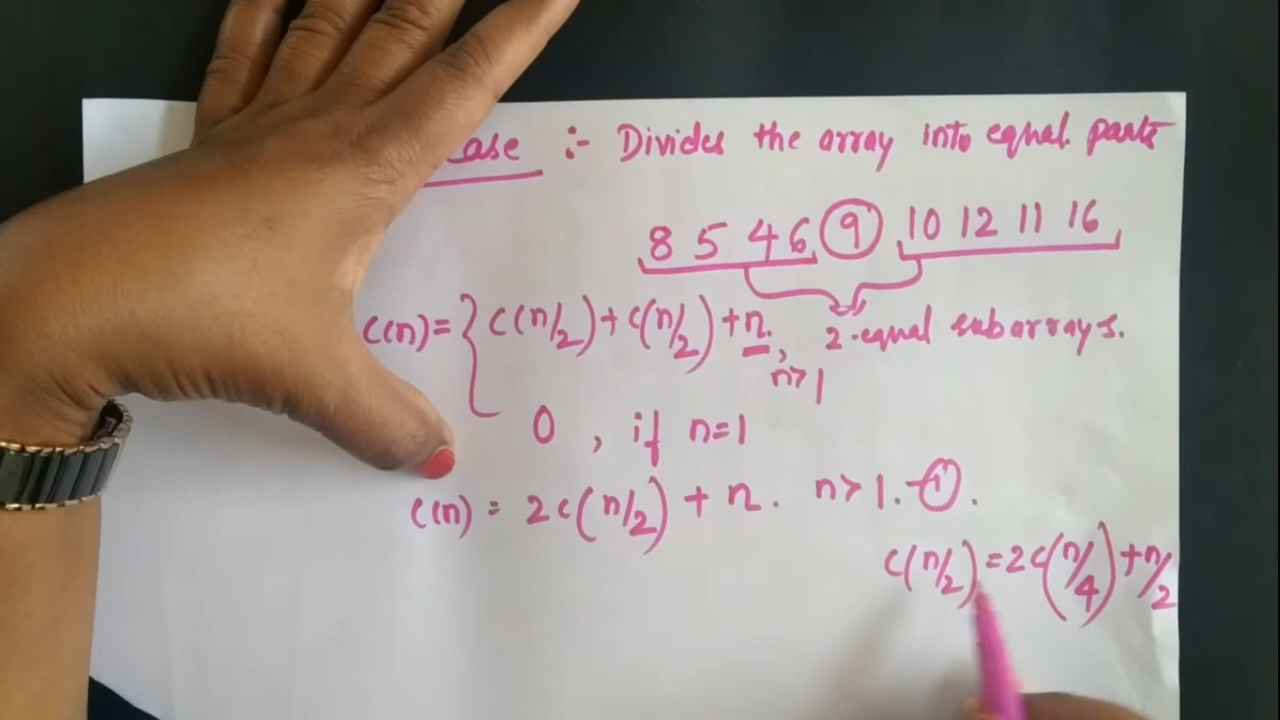 Case :- Divides the array into equal parts
8 5 4 6 9 10 12 11 16
C(n) = { C(n/2) + C(n/2) + n, n>1
2-equal subarrays.
0, if n=1
C(n) = 2C(n/2) + n. n>1. -①.
C(n/2) = 2C(n/4) + n/2